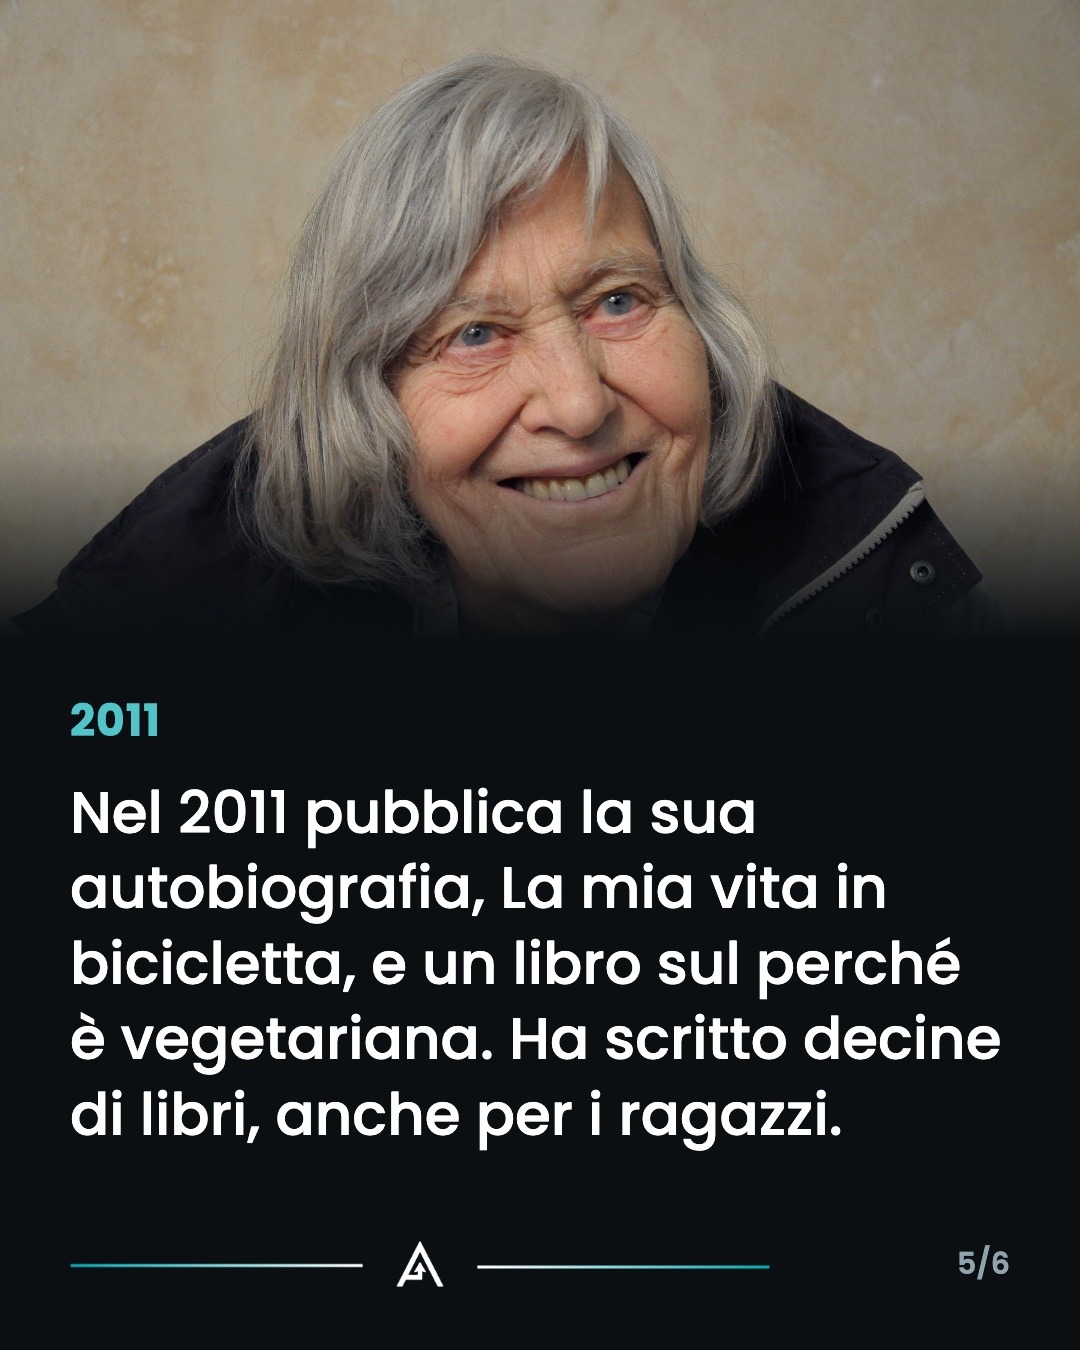 2011
Nel 2011 pubblica la sua
autobiografia, La mia vita in
bicicletta, e un libro sul perché
è vegetariana. Ha scritto decine
di libri, anche per i ragazzi.
5/6